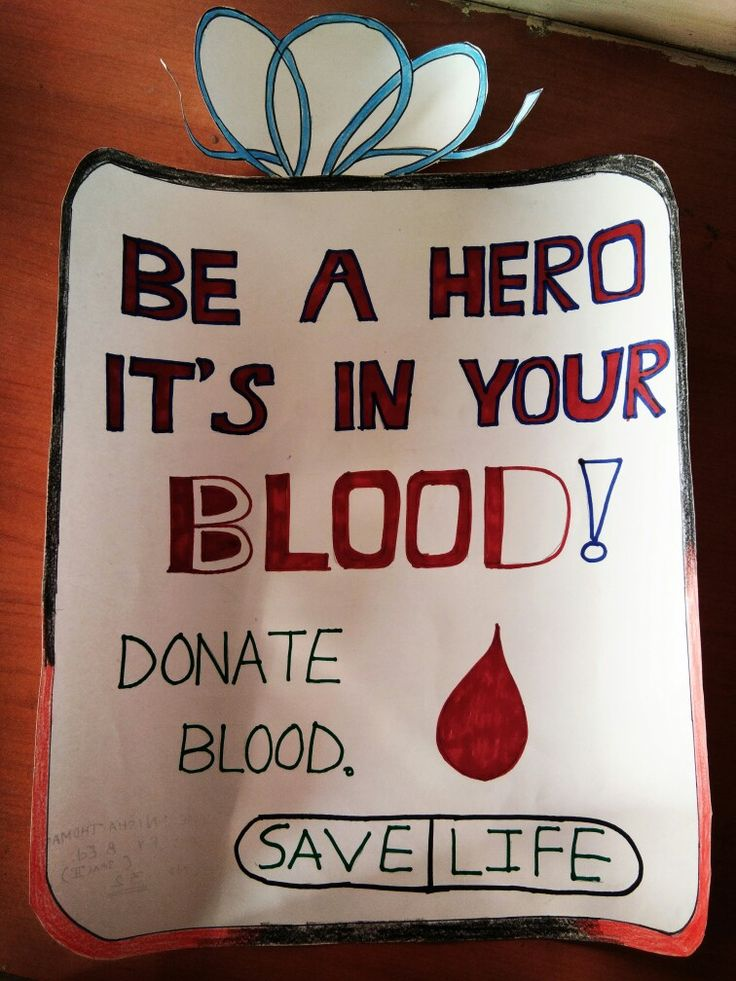 BE A HERO
IT'S IN YOUR
BLOOD!
DONATE
BLOOD.
SAVE LIFE